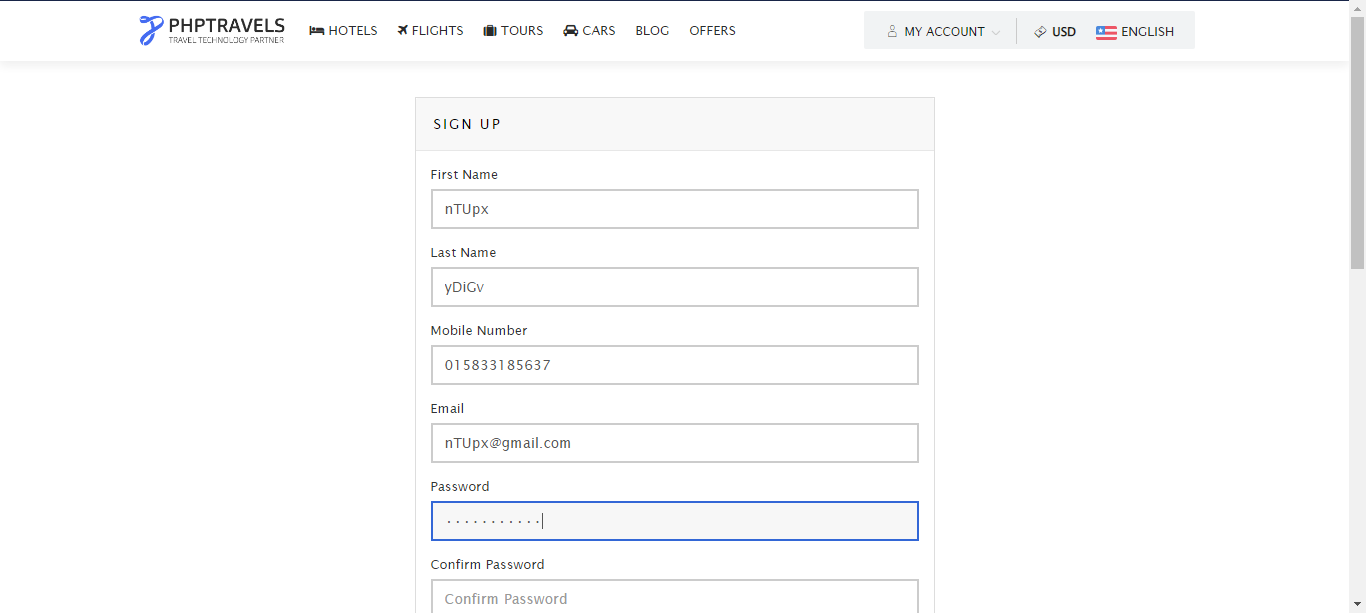 PHPTRAVELS
TRAVEL TECHNOLOGY PARTNER
HOTELS FLIGHTS TOURS CARS BLOG OFFERS MY ACCOUNT USD ENGLISH
SIGN UP
First Name
nTUpx
Last Name
yDiGv
Mobile Number
015833185637
Email
nTUpx@gmail.com
Password
···········
Confirm Password
Confirm Password